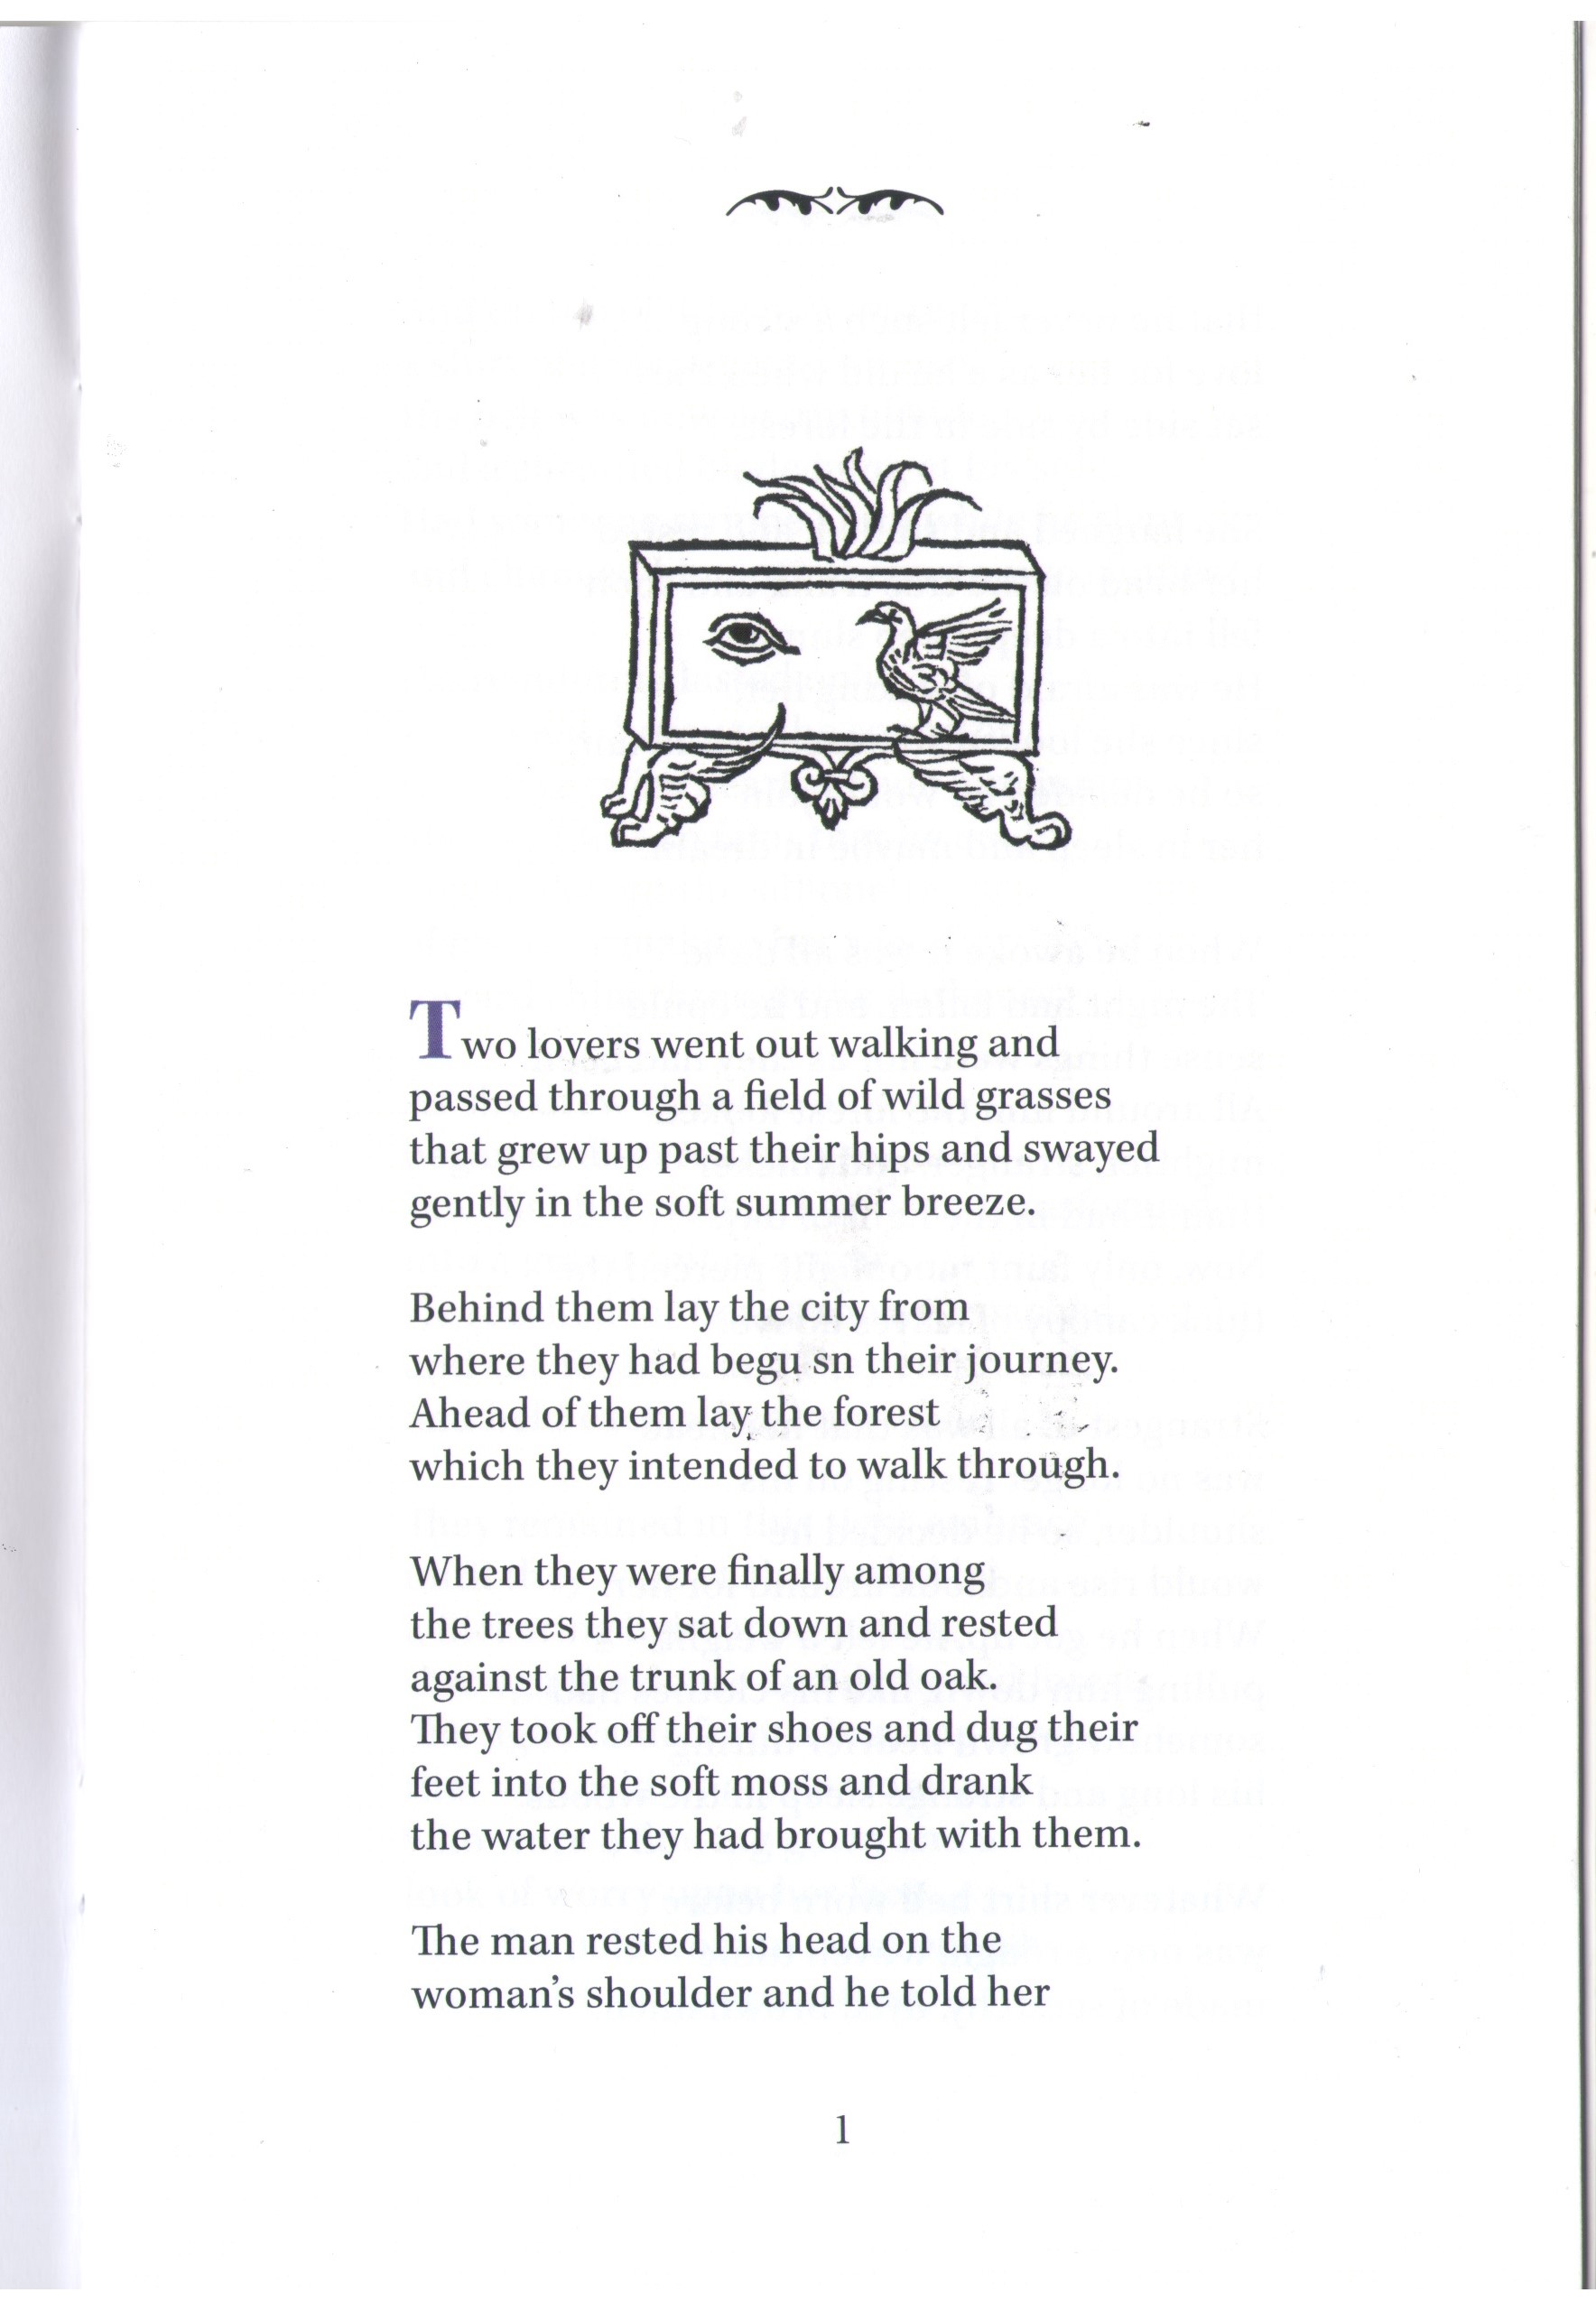 Two lovers went out walking and
passed through a field of wild grasses
that grew up past their hips and swayed
gently in the soft summer breeze.
Behind them lay the city from
where they had begu sn their journey.
Ahead of them lay the forest
which they intended to walk through.
When they were finally among
the trees they sat down and rested
against the trunk of an old oak.
They took off their shoes and dug their
feet into the soft moss and drank
the water they had brought with them.
The man rested his head on the
woman's shoulder and he told her
1